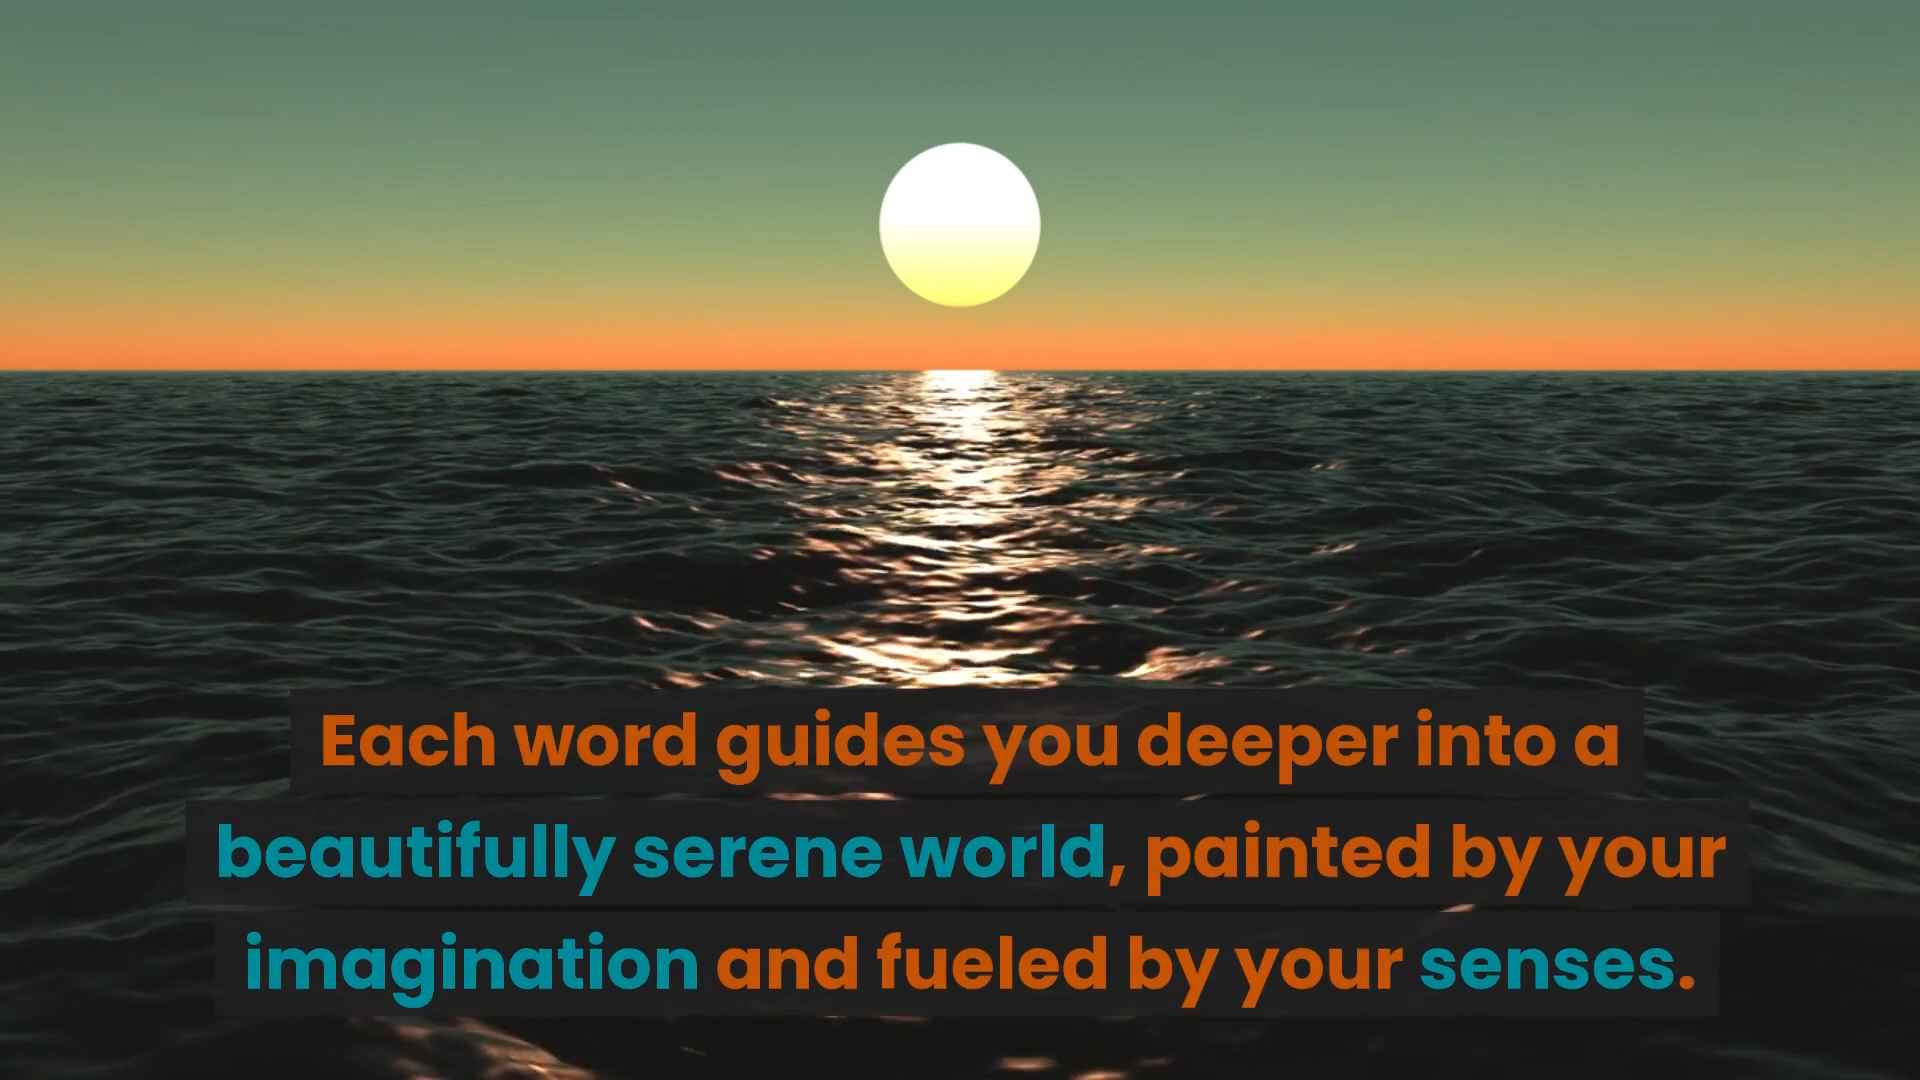 Each word guides you deeper into a
beautifully serene world, painted by your
imagination and fueled by your senses.